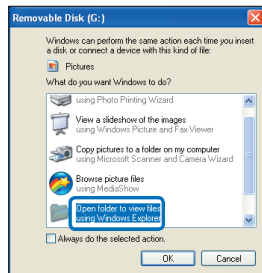 Removable Disk (G:)
Windows can perform the same action each time you insert
a disk or connect a device with this kind of file:
Pictures
What do you want Windows to do?
using Photo Printing Wizard
View a slideshow of the images
using Windows Picture and Fax Viewer
Copy pictures to a folder on my computer
using Microsoft Scanner and Camera Wizard
Browse picture files
using MediaShow
Open folder to view files
using Windows Explorer
Always do the selected action.
OK Cancel